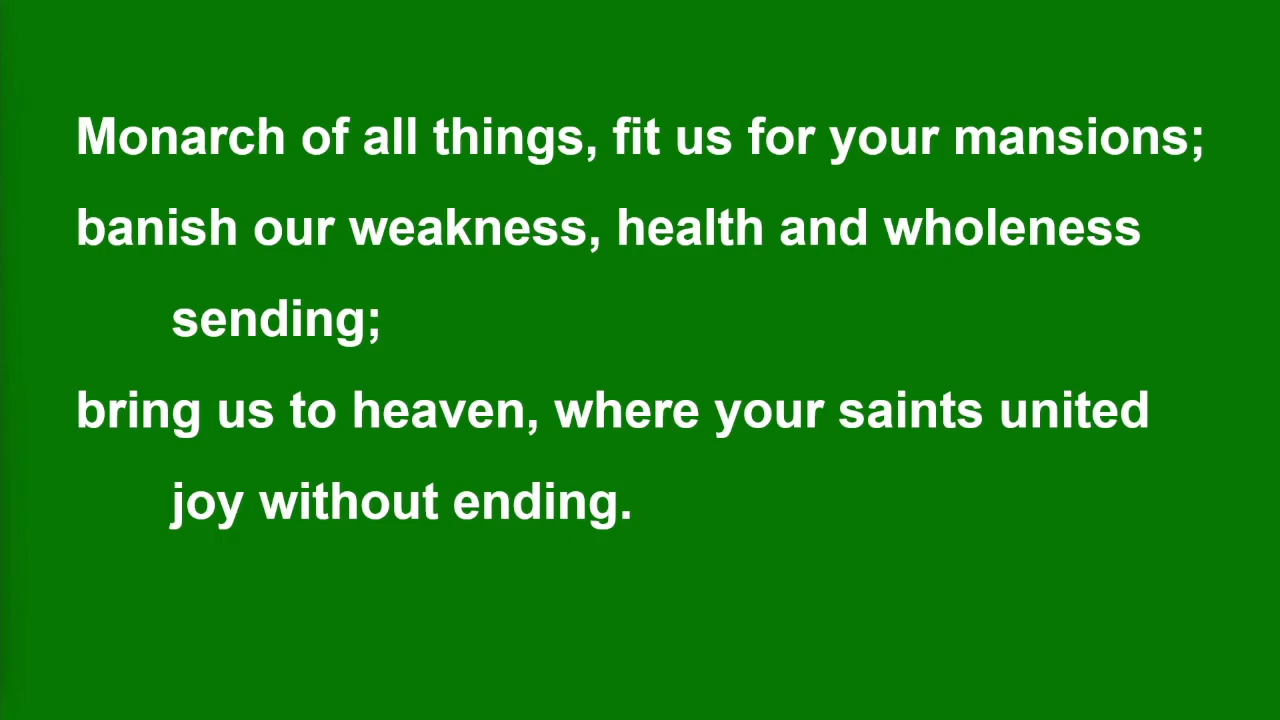 Monarch of all things, fit us for your mansions;
banish our weakness, health and wholeness
sending;
bring us to heaven, where your saints united
joy without ending.